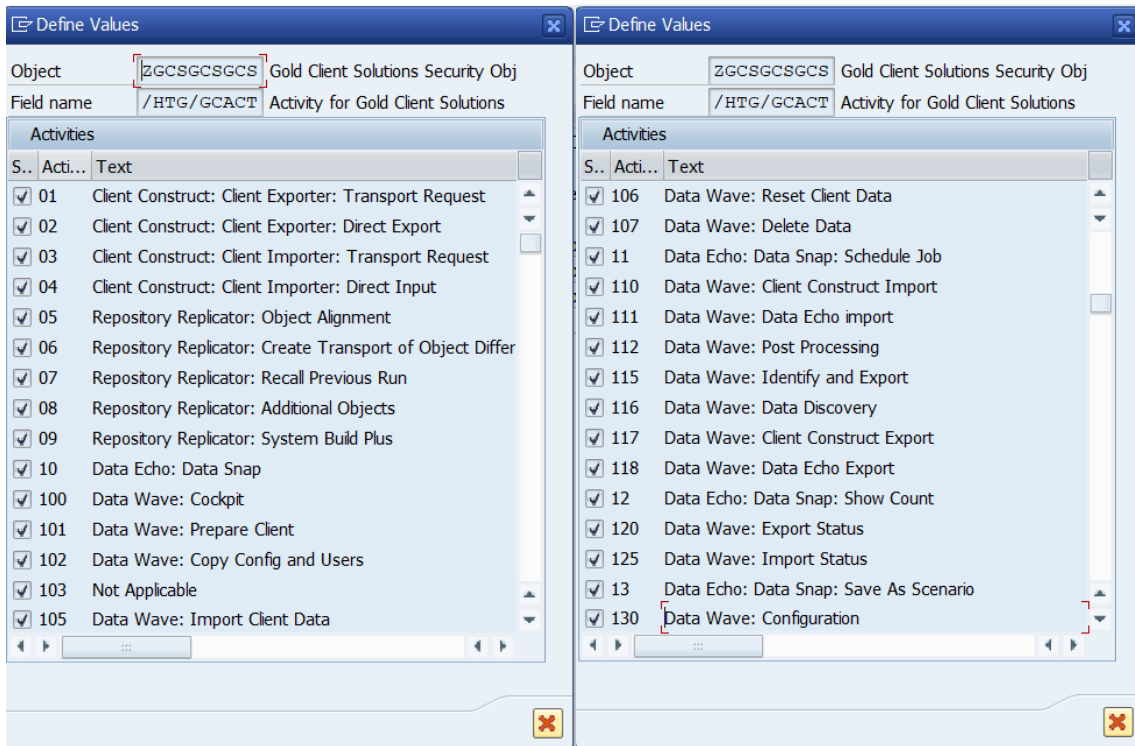 Define Values
Object ZGCSGCSGCS Gold Client Solutions Security Obj
Field name /HTG/GCACT Activity for Gold Client Solutions
Activities
S.. Acti... Text
01 Client Construct: Client Exporter: Transport Request
02 Client Construct: Client Exporter: Direct Export
03 Client Construct: Client Importer: Transport Request
04 Client Construct: Client Importer: Direct Input
05 Repository Replicator: Object Alignment
06 Repository Replicator: Create Transport of Object Differ
07 Repository Replicator: Recall Previous Run
08 Repository Replicator: Additional Objects
09 Repository Replicator: System Build Plus
10 Data Echo: Data Snap
100 Data Wave: Cockpit
101 Data Wave: Prepare Client
102 Data Wave: Copy Config and Users
103 Not Applicable
105 Data Wave: Import Client Data
Define Values
Object ZGCSGCSGCS Gold Client Solutions Security Obj
Field name /HTG/GCACT Activity for Gold Client Solutions
Activities
S.. Acti... Text
106 Data Wave: Reset Client Data
107 Data Wave: Delete Data
11 Data Echo: Data Snap: Schedule Job
110 Data Wave: Client Construct Import
111 Data Wave: Data Echo import
112 Data Wave: Post Processing
115 Data Wave: Identify and Export
116 Data Wave: Data Discovery
117 Data Wave: Client Construct Export
118 Data Wave: Data Echo Export
12 Data Echo: Data Snap: Show Count
120 Data Wave: Export Status
125 Data Wave: Import Status
13 Data Echo: Data Snap: Save As Scenario
130 Data Wave: Configuration